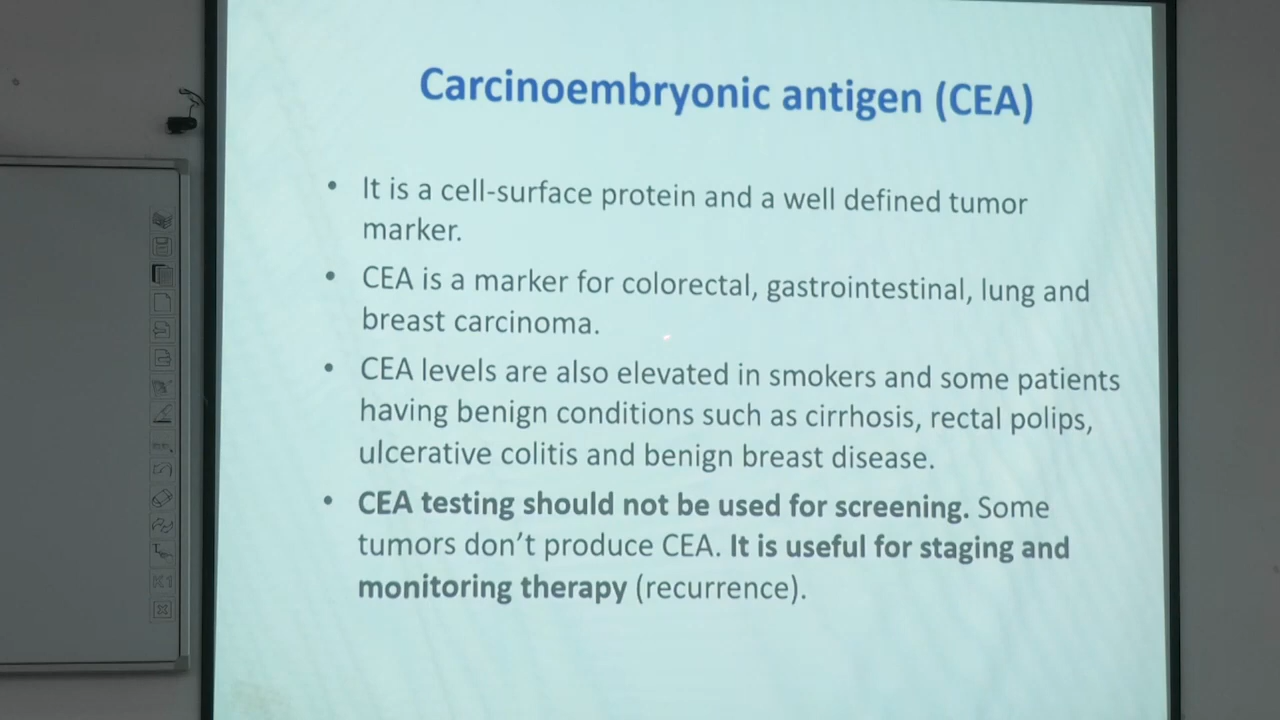 Carcinoembryonic antigen (CEA)
• It is a cell-surface protein and a well defined tumor
marker.
• CEA is a marker for colorectal, gastrointestinal, lung and
breast carcinoma.
• CEA levels are also elevated in smokers and some patients
having benign conditions such as cirrhosis, rectal polips,
ulcerative colitis and benign breast disease.
• CEA testing should not be used for screening. Some
tumors don't produce CEA. It is useful for staging and
monitoring therapy (recurrence).